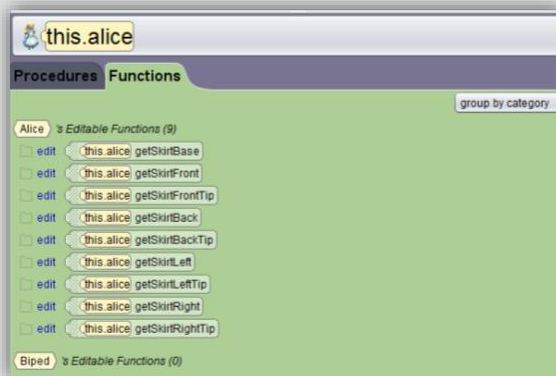 this.alice
Procedures Functions
group by category
Alice 's Editable Functions (9)
edit this.alice getSkirtBase
edit this.alice getSkirtFront
edit this.alice getSkirtFrontTip
edit this.alice getSkirtBack
edit this.alice getSkirtBackTip
edit this.alice getSkirtLeft
edit this.alice getSkirtLeftTip
edit this.alice getSkirtRight
edit this.alice getSkirtRightTip
Biped 's Editable Functions (0)